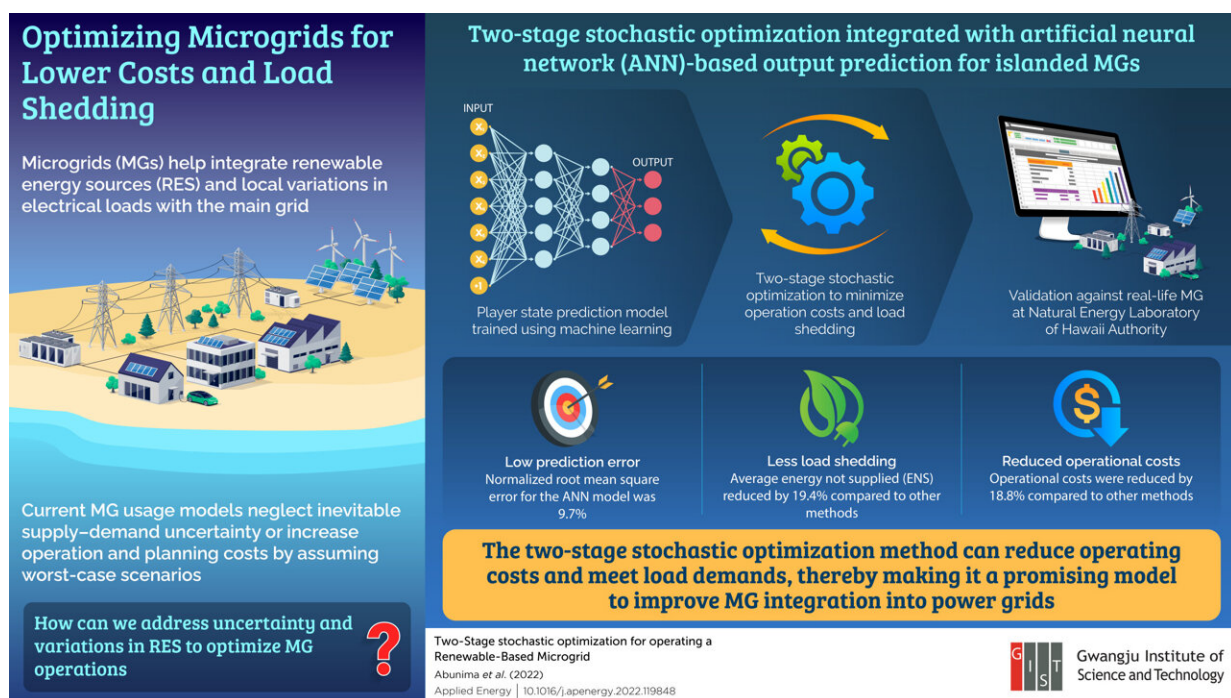 Optimizing Microgrids for
Lower Costs and Load
Shedding
Microgrids (MGs) help integrate renewable
energy sources (RES) and local variations in
electrical loads with the main grid
Current MG usage models neglect inevitable
supply–demand uncertainty or increase
operation and planning costs by assuming
worst-case scenarios
How can we address uncertainty and
variations in RES to optimize MG
operations
?
Two-stage stochastic optimization integrated with artificial neural
network (ANN)-based output prediction for islanded MGs
INPUT
OUTPUT
+1
Player state prediction model
trained using machine learning
Two-stage stochastic
optimization to minimize
operation costs and load
shedding
Validation against real-life MG
at Natural Energy Laboratory
of Hawaii Authority
Low prediction error
Normalized root mean square
error for the ANN model was
9.7%
Less load shedding
Average energy not supplied (ENS)
reduced by 19.4% compared to other
methods
$
Reduced operational costs
Operational costs were reduced by
18.8% compared to other methods
The two-stage stochastic optimization method can reduce operating
costs and meet load demands, thereby making it a promising model
to improve MG integration into power grids
Two-Stage stochastic optimization for operating a
Renewable-Based Microgrid
Abunima et al. (2022)
Applied Energy | 10.1016/j.apenergy.2022.119848
GIST
Gwangju Institute of
Science and Technology